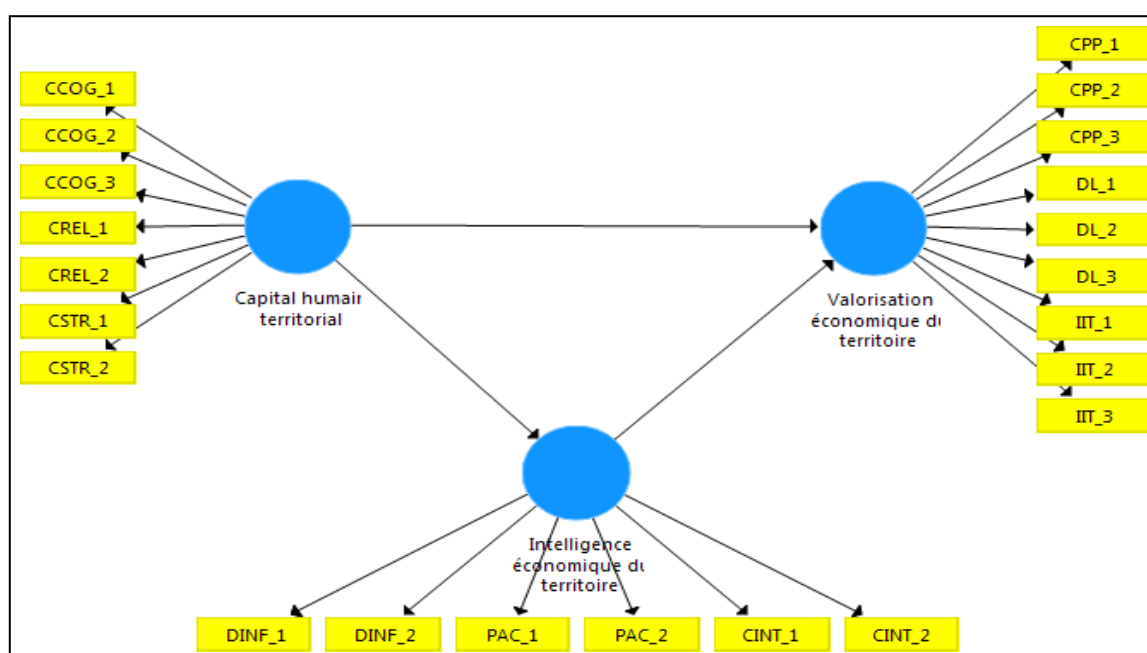 CCOG_1
CCOG_2
CCOG_3
CREL_1
CREL_2
CSTR_1
CSTR_2
Capital humain
territorial
CPP_1
CPP_2
CPP_3
DL_1
DL_2
DL_3
IIT_1
IIT_2
IIT_3
Valorisation
économique du
territoire
Intelligence
économique du
territoire
DINF_1
DINF_2
PAC_1
PAC_2
CINT_1
CINT_2